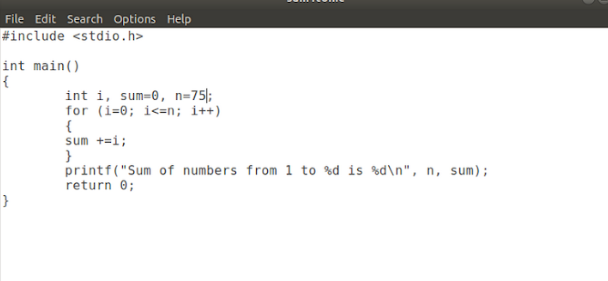 File Edit Search Options Help
#include <stdio.h>
int main()
{
int i, sum=0, n=75;
for (i=0; i<=n; i++)
{
sum +=i;
}
printf("Sum of numbers from 1 to %d is %d\n", n, sum);
return 0;
}